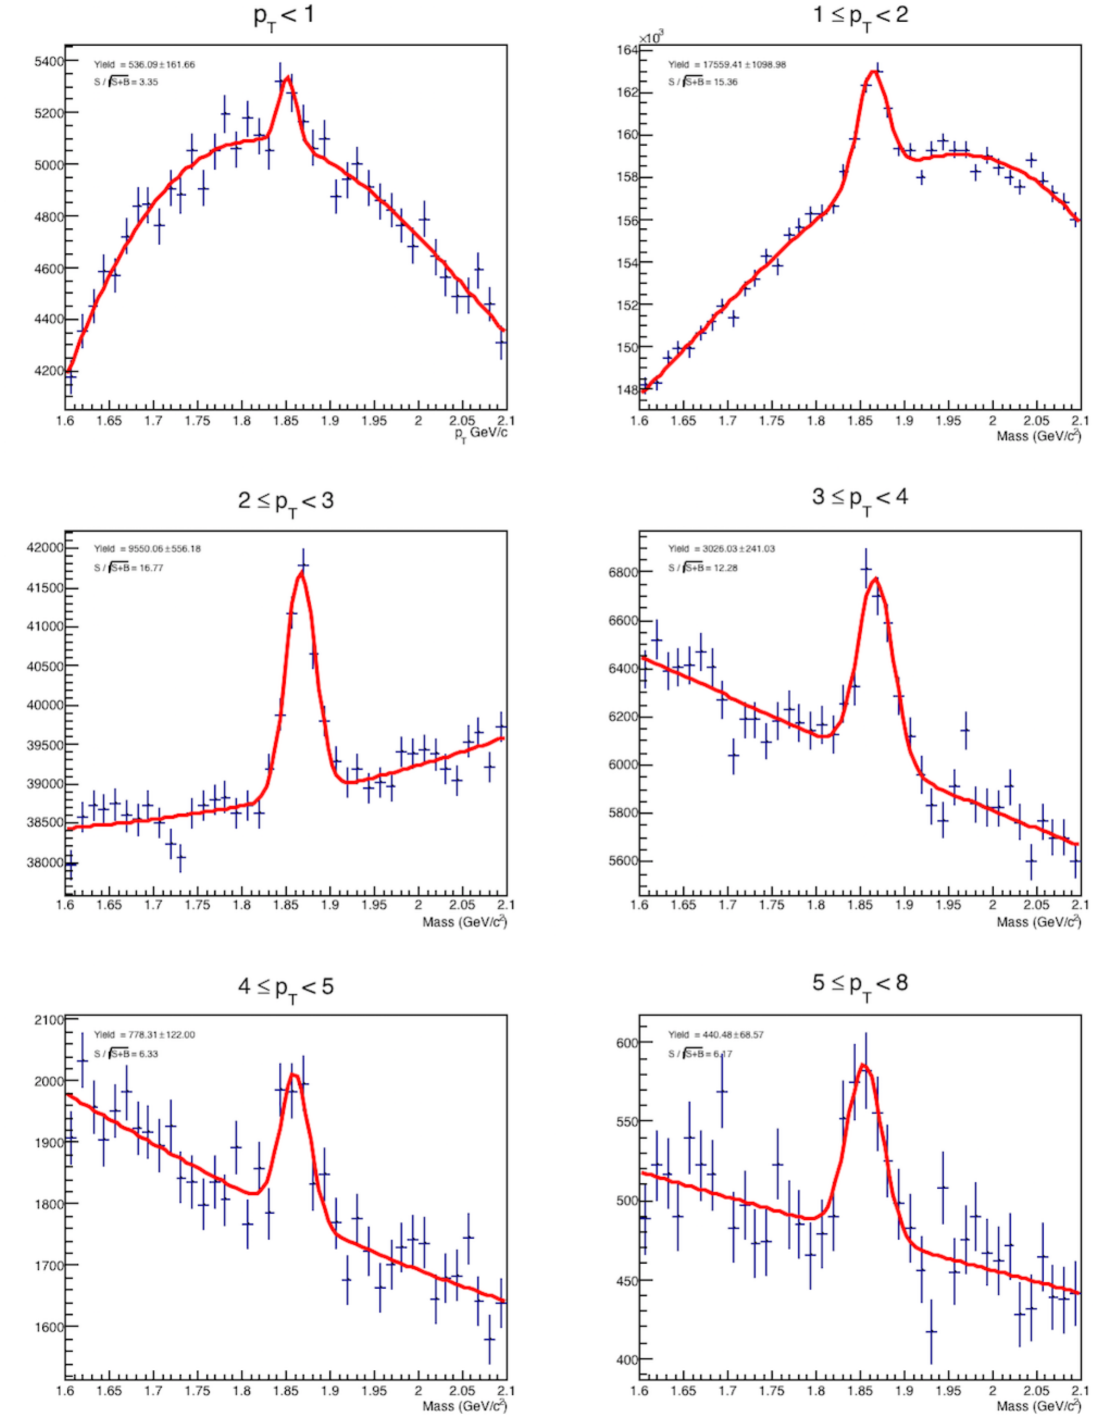 p_T < 1
Yield = 536.09±161.66
S / √S+B = 3.35
5400
5200
5000
4800
4600
4400
4200
1.6 1.65 1.7 1.75 1.8 1.85 1.9 1.95 2 2.05 2.1
p_T GeV/c
1 ≤ p_T < 2
×10³
Yield = 17559.41±1098.98
S / √S+B = 15.36
164
162
160
158
156
154
152
150
148
1.6 1.65 1.7 1.75 1.8 1.85 1.9 1.95 2 2.05 2.1
Mass (GeV/c²)
2 ≤ p_T < 3
Yield = 9550.06±556.18
S / √S+B = 16.77
42000
41500
41000
40500
40000
39500
39000
38500
38000
1.6 1.65 1.7 1.75 1.8 1.85 1.9 1.95 2 2.05 2.1
Mass (GeV/c²)
3 ≤ p_T < 4
Yield = 3026.03±241.03
S / √S+B = 12.28
6800
6600
6400
6200
6000
5800
5600
1.6 1.65 1.7 1.75 1.8 1.85 1.9 1.95 2 2.05 2.1
Mass (GeV/c²)
4 ≤ p_T < 5
Yield = 778.31±122.00
S / √S+B = 6.33
2100
2000
1900
1800
1700
1600
1.6 1.65 1.7 1.75 1.8 1.85 1.9 1.95 2 2.05 2.1
Mass (GeV/c²)
5 ≤ p_T < 8
Yield = 440.48±68.57
S / √S+B = 6.17
600
550
500
450
400
1.6 1.65 1.7 1.75 1.8 1.85 1.9 1.95 2 2.05 2.1
Mass (GeV/c²)